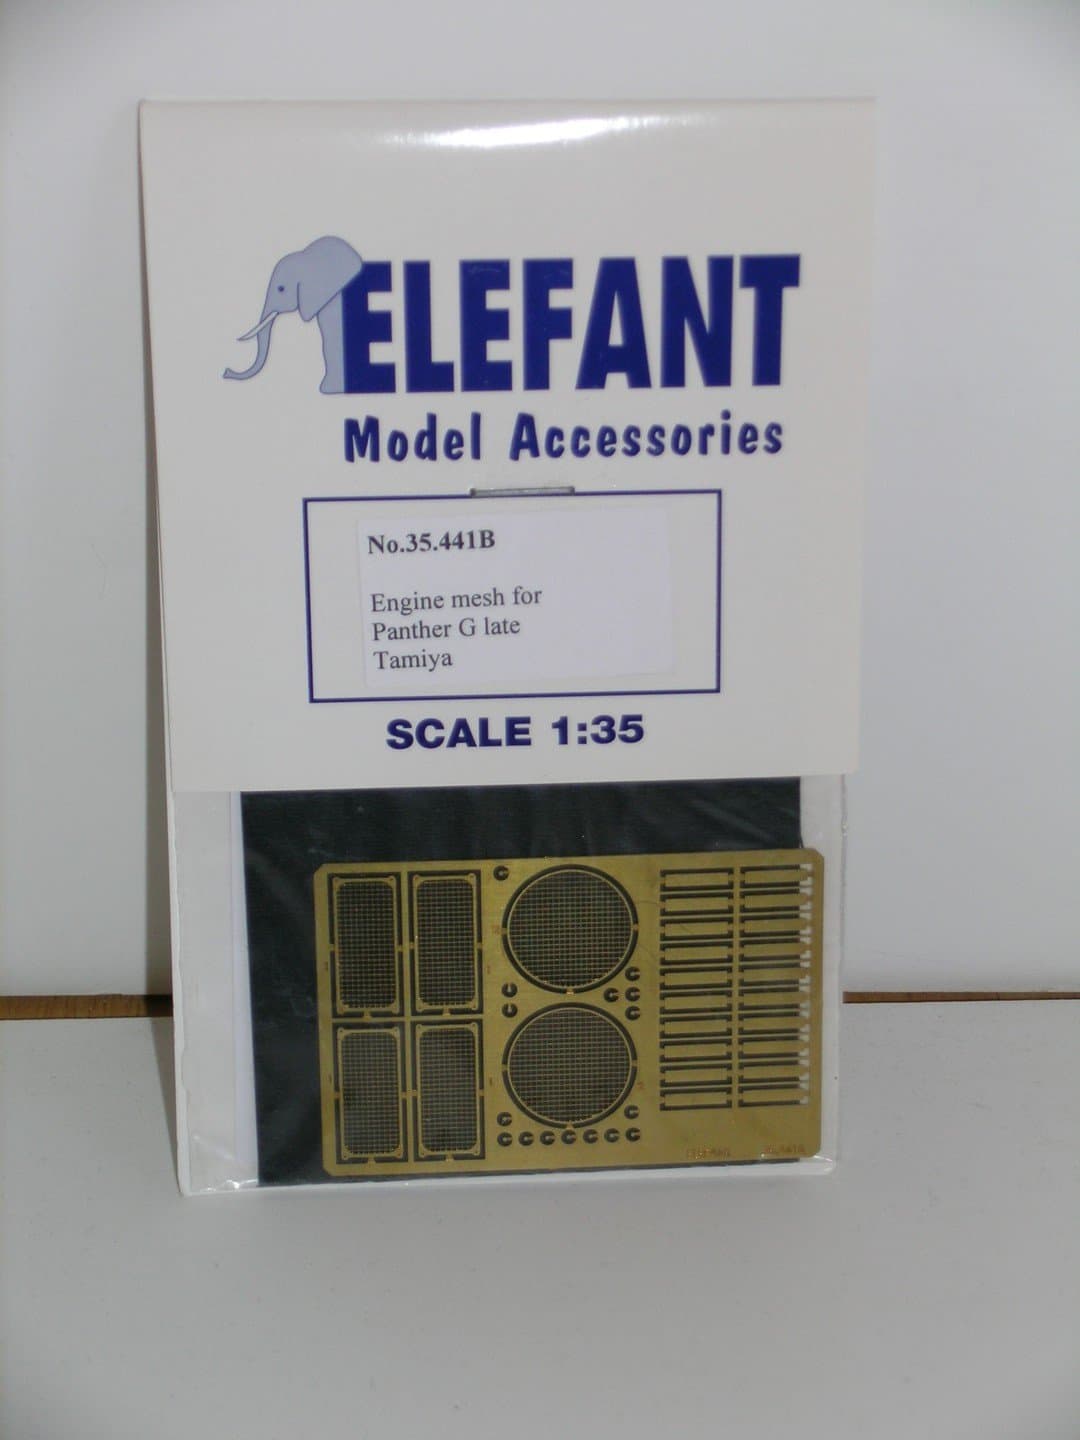 ELEFANT
Model Accessories
No.35.441B
Engine mesh for
Panther G late
Tamiya
SCALE 1:35